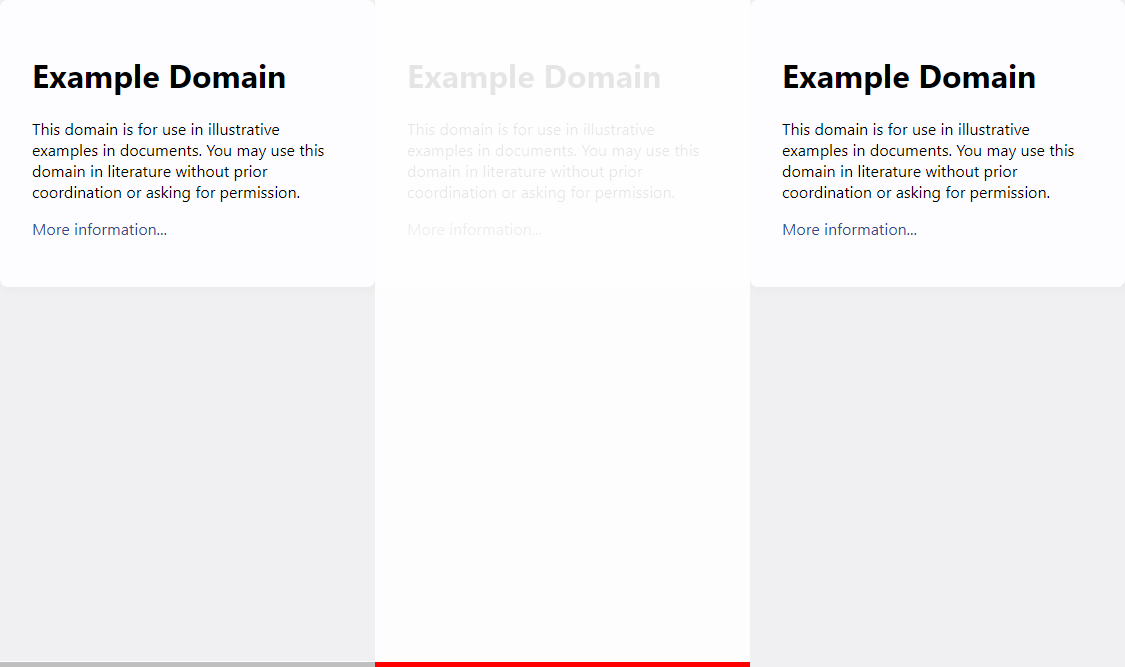 Example Domain
This domain is for use in illustrative
examples in documents. You may use this
domain in literature without prior
coordination or asking for permission.
More information...
Example Domain
This domain is for use in illustrative
examples in documents. You may use this
domain in literature without prior
coordination or asking for permission.
More information...
Example Domain
This domain is for use in illustrative
examples in documents. You may use this
domain in literature without prior
coordination or asking for permission.
More information...